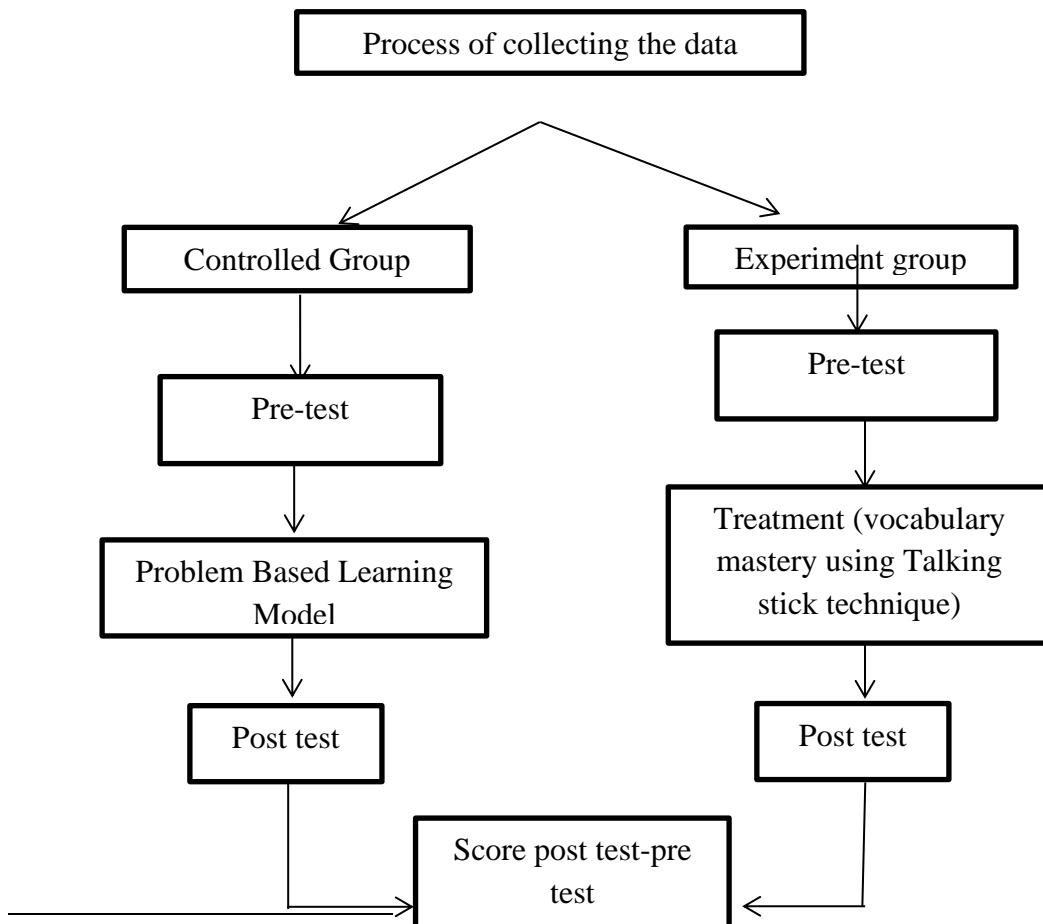 Process of collecting the data
Controlled Group
Experiment group
Pre-test
Pre-test
Problem Based Learning
Model
Treatment (vocabulary
mastery using Talking
stick technique)
Post test
Post test
Score post test-pre
test